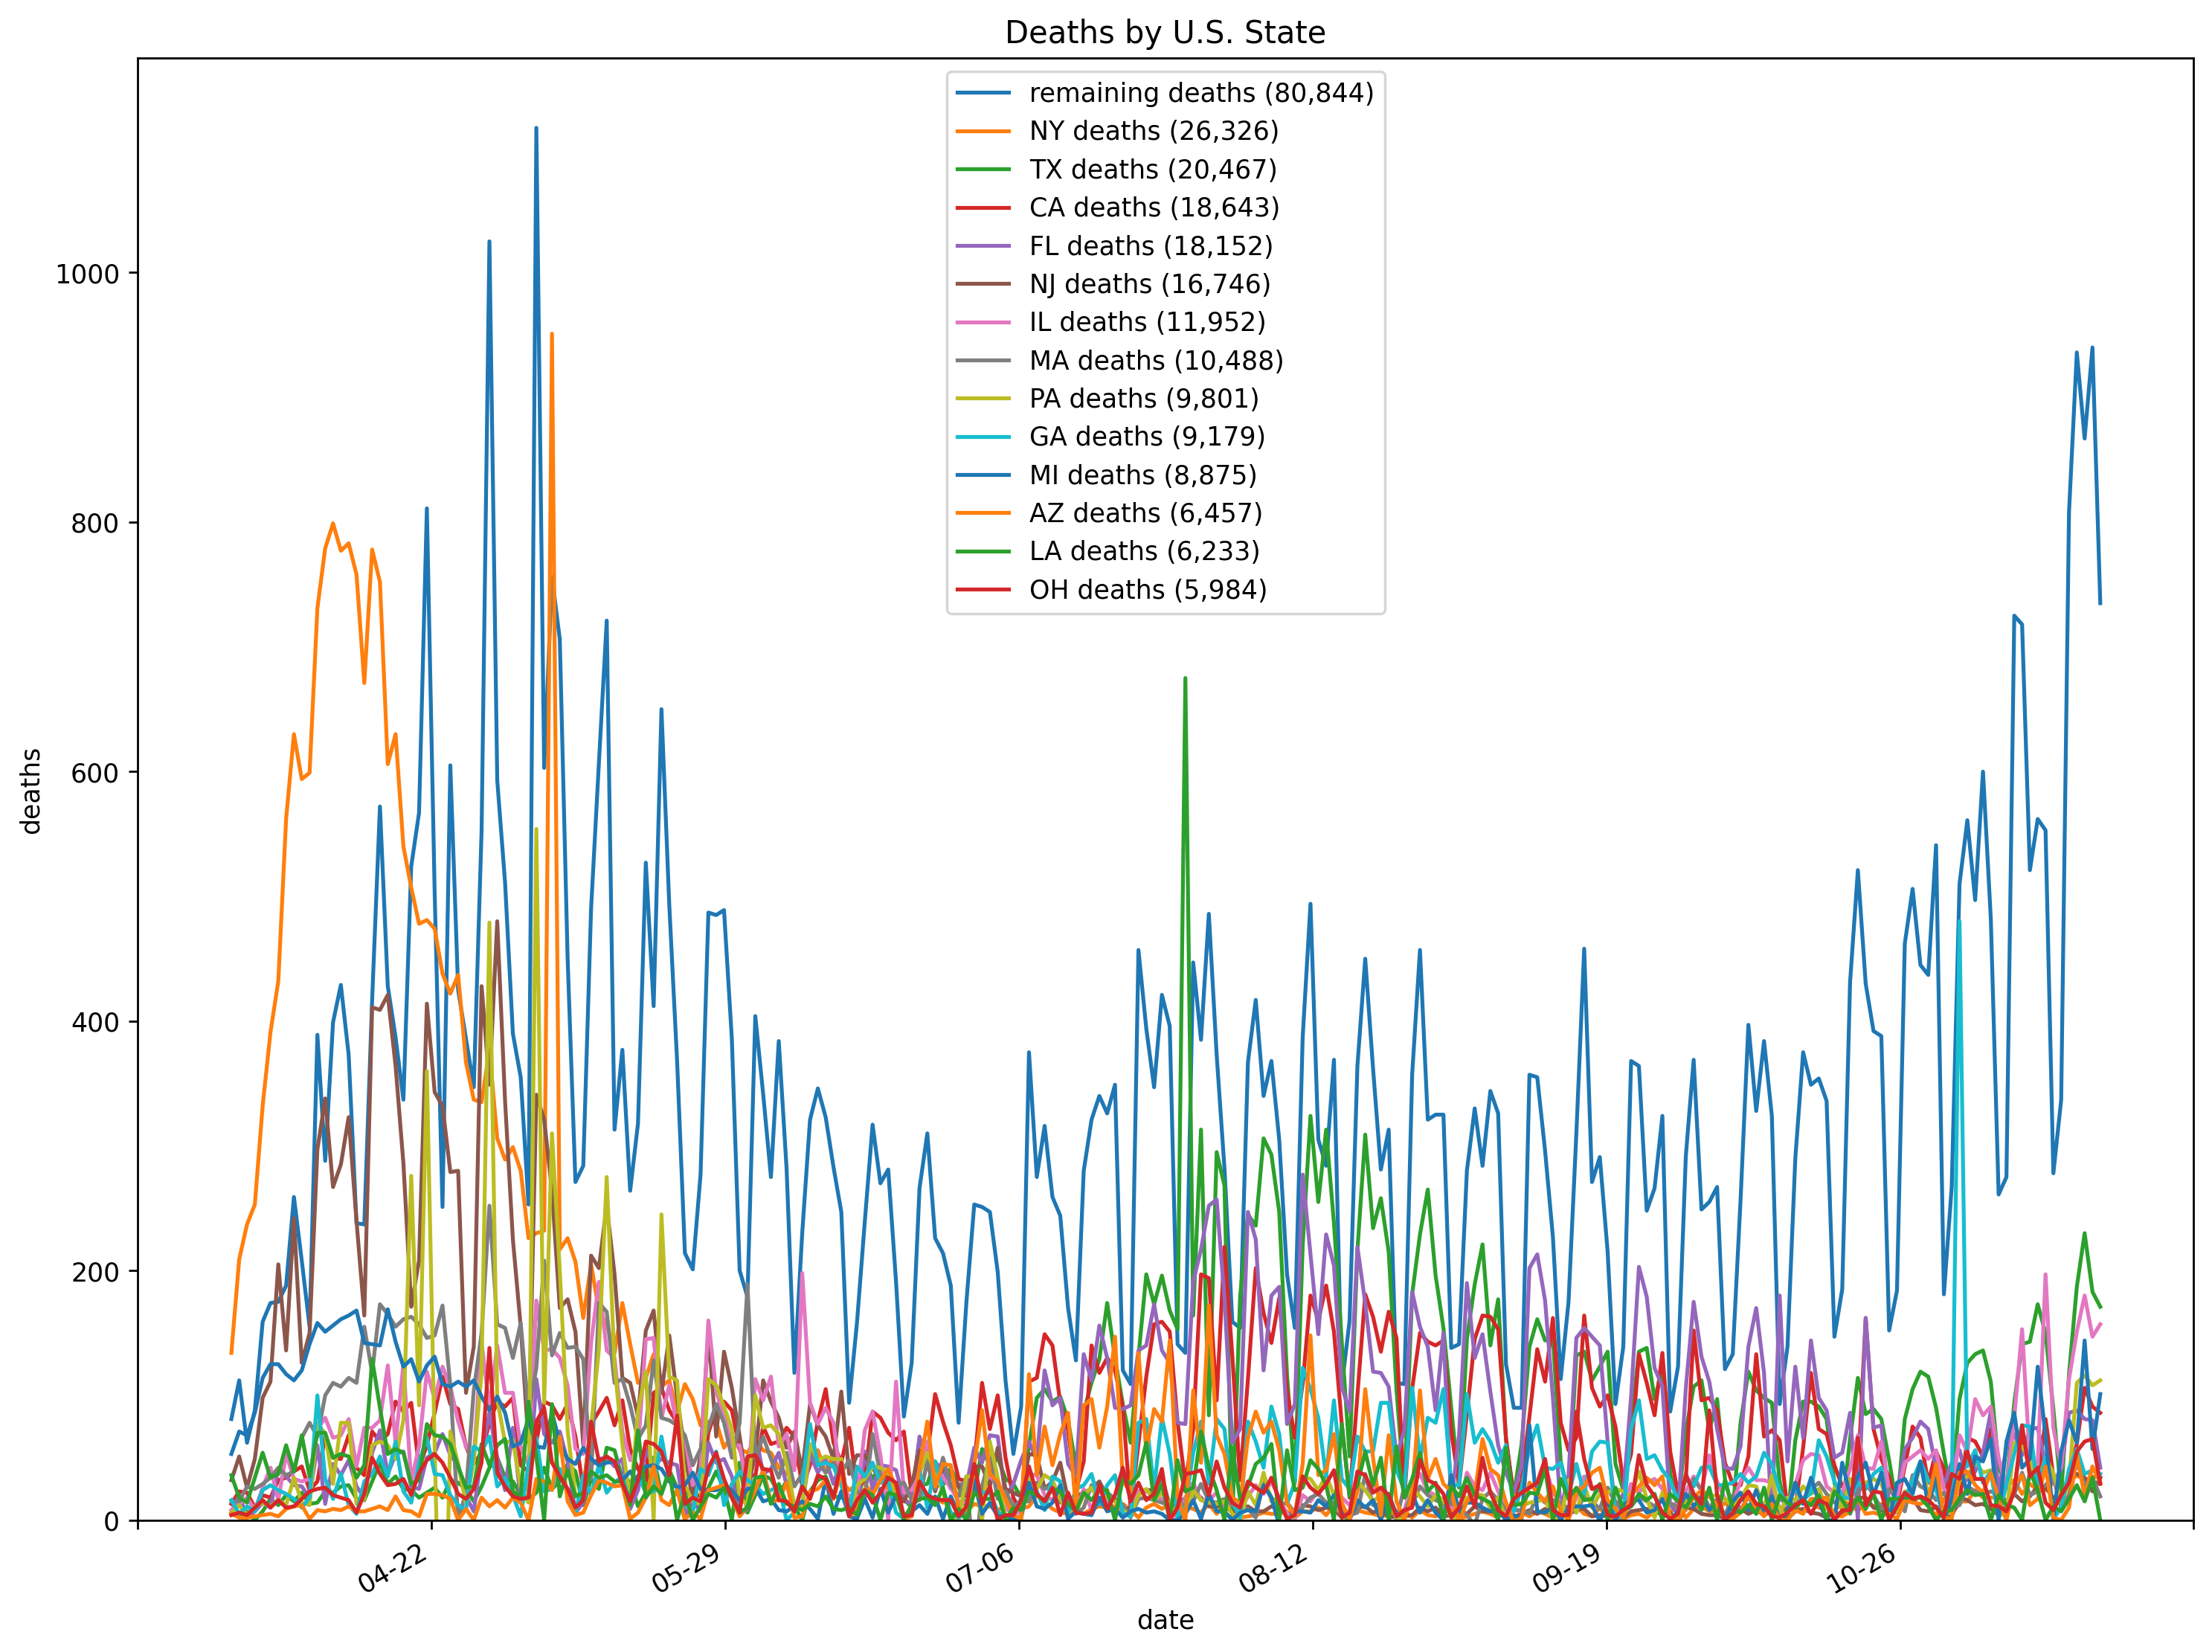 Deaths by U.S. State
remaining deaths (80,844)
NY deaths (26,326)
TX deaths (20,467)
CA deaths (18,643)
FL deaths (18,152)
NJ deaths (16,746)
IL deaths (11,952)
MA deaths (10,488)
PA deaths (9,801)
GA deaths (9,179)
MI deaths (8,875)
AZ deaths (6,457)
LA deaths (6,233)
OH deaths (5,984)
1000
800
600
400
200
0
deaths
04-22
05-29
07-06
08-12
09-19
10-26
date